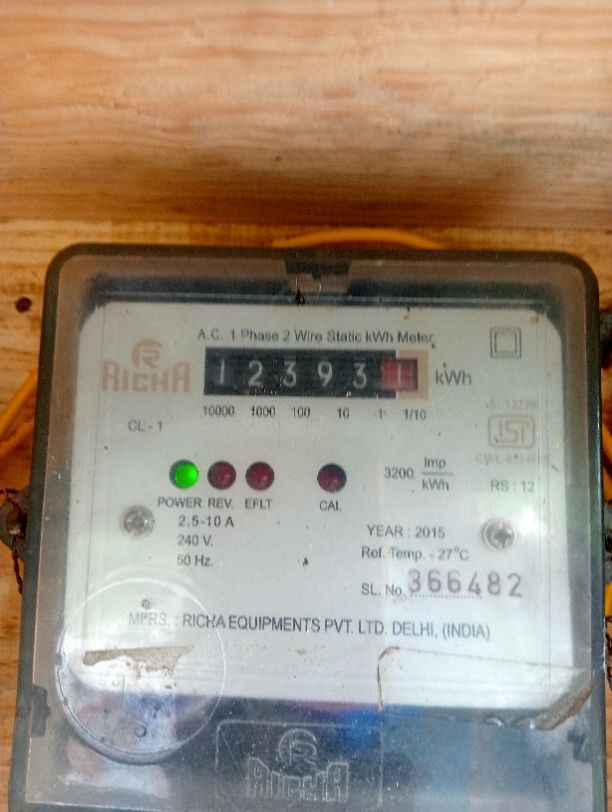 A.C. 1 Phase 2 Wire Static kWh Meter
RICHA
1 2 3 9 3 1 kWh
10000 1000 100 10 1 1/10
CL - 1
IS : 13779
ISI
3200 Imp/kWh
RS : 12
POWER REV. EFLT CAL
2.5-10 A
240 V.
50 Hz.
YEAR : 2015
Ref. Temp. - 27°C
SL. No. 366482
MFRS. : RICHA EQUIPMENTS PVT. LTD. DELHI, (INDIA)
RICHA